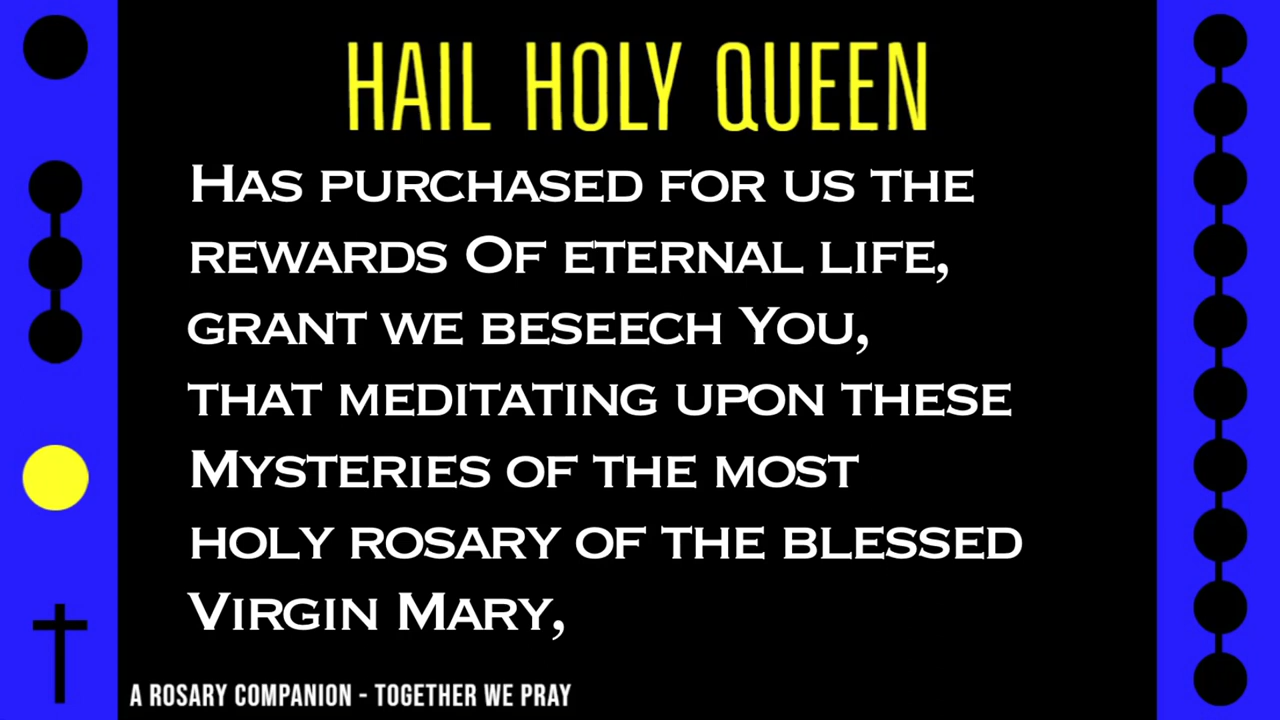 HAIL HOLY QUEEN
Has purchased for us the
rewards Of eternal life,
grant we beseech You,
that meditating upon these
Mysteries of the most
holy rosary of the blessed
Virgin Mary,
A ROSARY COMPANION - TOGETHER WE PRAY